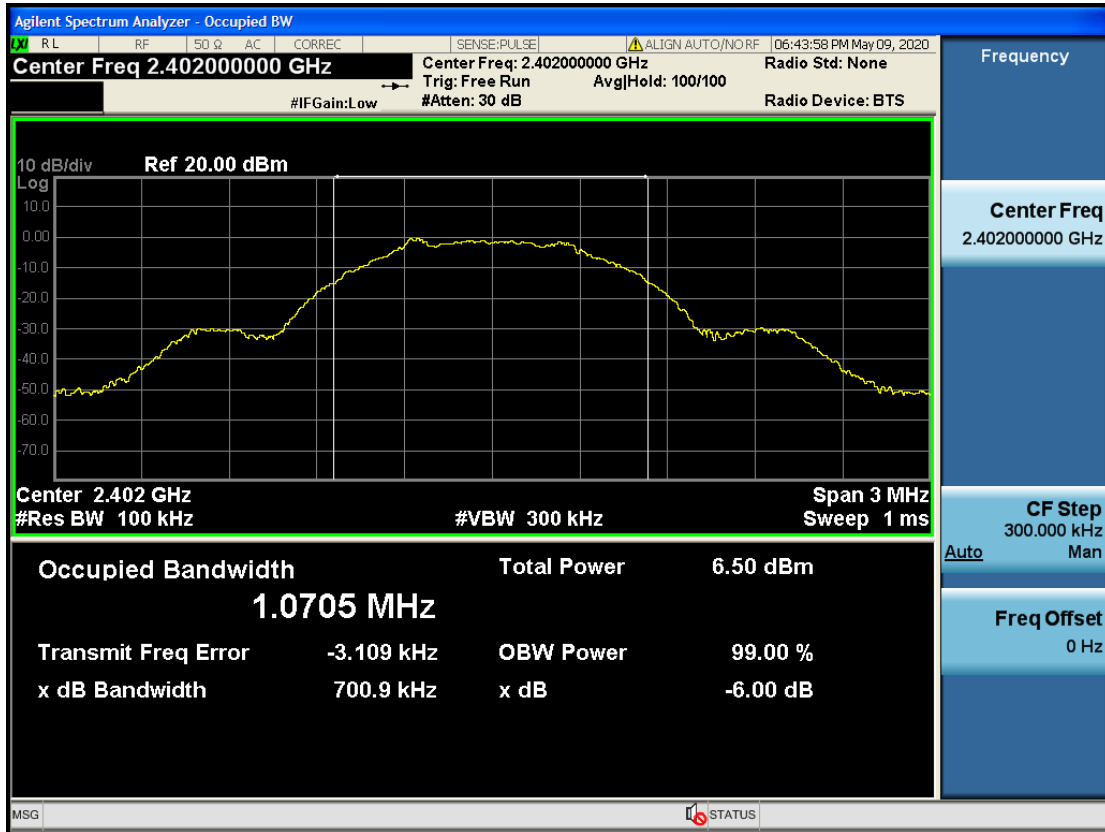 Agilent Spectrum Analyzer - Occupied BW
LXI RL RF 50 Ω AC CORREC SENSE:PULSE ALIGN AUTO/NO RF 06:43:58 PM May 09, 2020
Center Freq 2.402000000 GHz Center Freq: 2.402000000 GHz Radio Std: None
Trig: Free Run Avg|Hold: 100/100
#IFGain:Low #Atten: 30 dB Radio Device: BTS
10 dB/div Ref 20.00 dBm
Log
10.0
0.00
-10.0
-20.0
-30.0
-40.0
-50.0
-60.0
-70.0
Center 2.402 GHz Span 3 MHz
#Res BW 100 kHz #VBW 300 kHz Sweep 1 ms
Occupied Bandwidth Total Power 6.50 dBm
1.0705 MHz
Transmit Freq Error -3.109 kHz OBW Power 99.00 %
x dB Bandwidth 700.9 kHz x dB -6.00 dB
Frequency
Center Freq
2.402000000 GHz
CF Step
300.000 kHz
Auto Man
Freq Offset
0 Hz
MSG STATUS